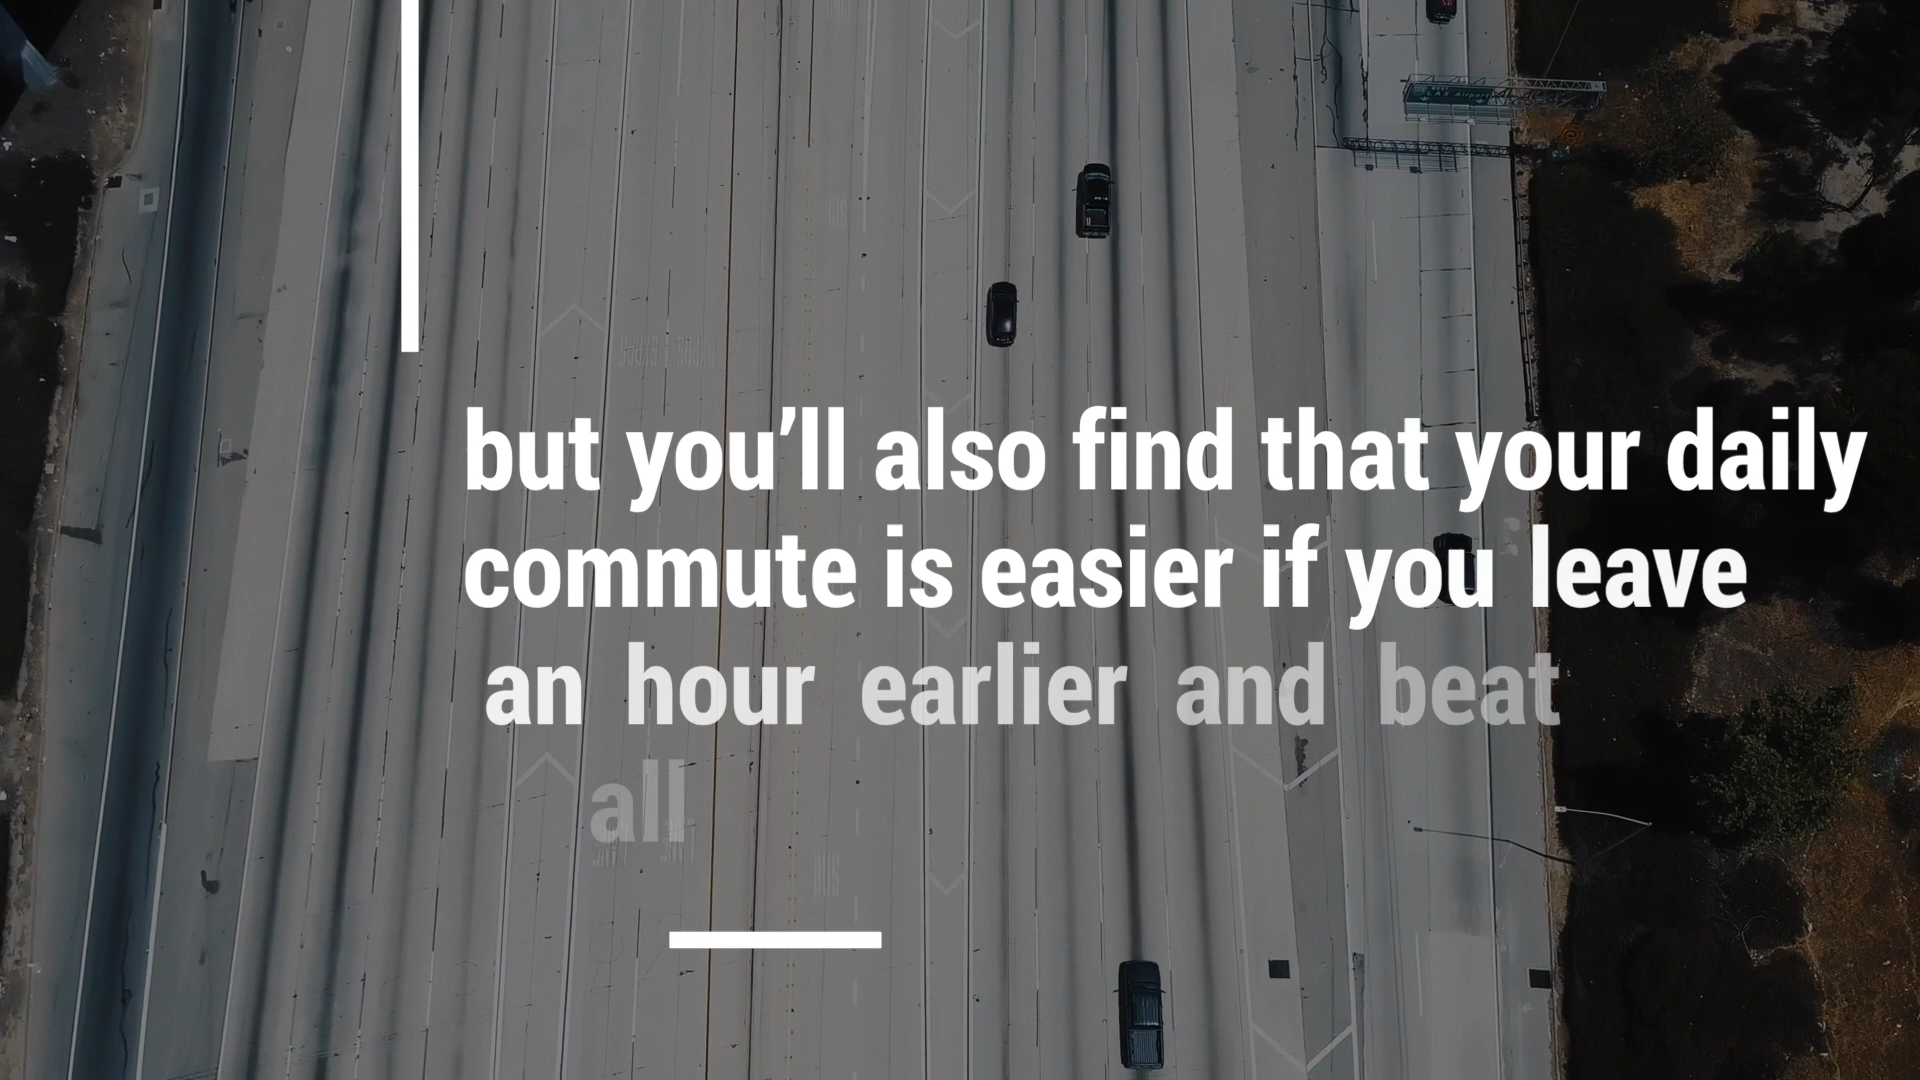 but you’ll also find that your daily
commute is easier if you leave
an hour earlier and beat
all